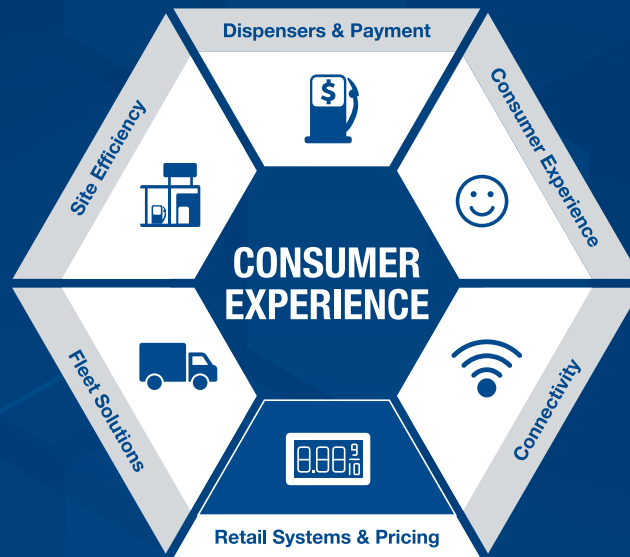 Dispensers & Payment
$
Site Efficiency
Consumer Experience
CONSUMER
EXPERIENCE
Fleet Solutions
Connectivity
8.88 9/10
Retail Systems & Pricing